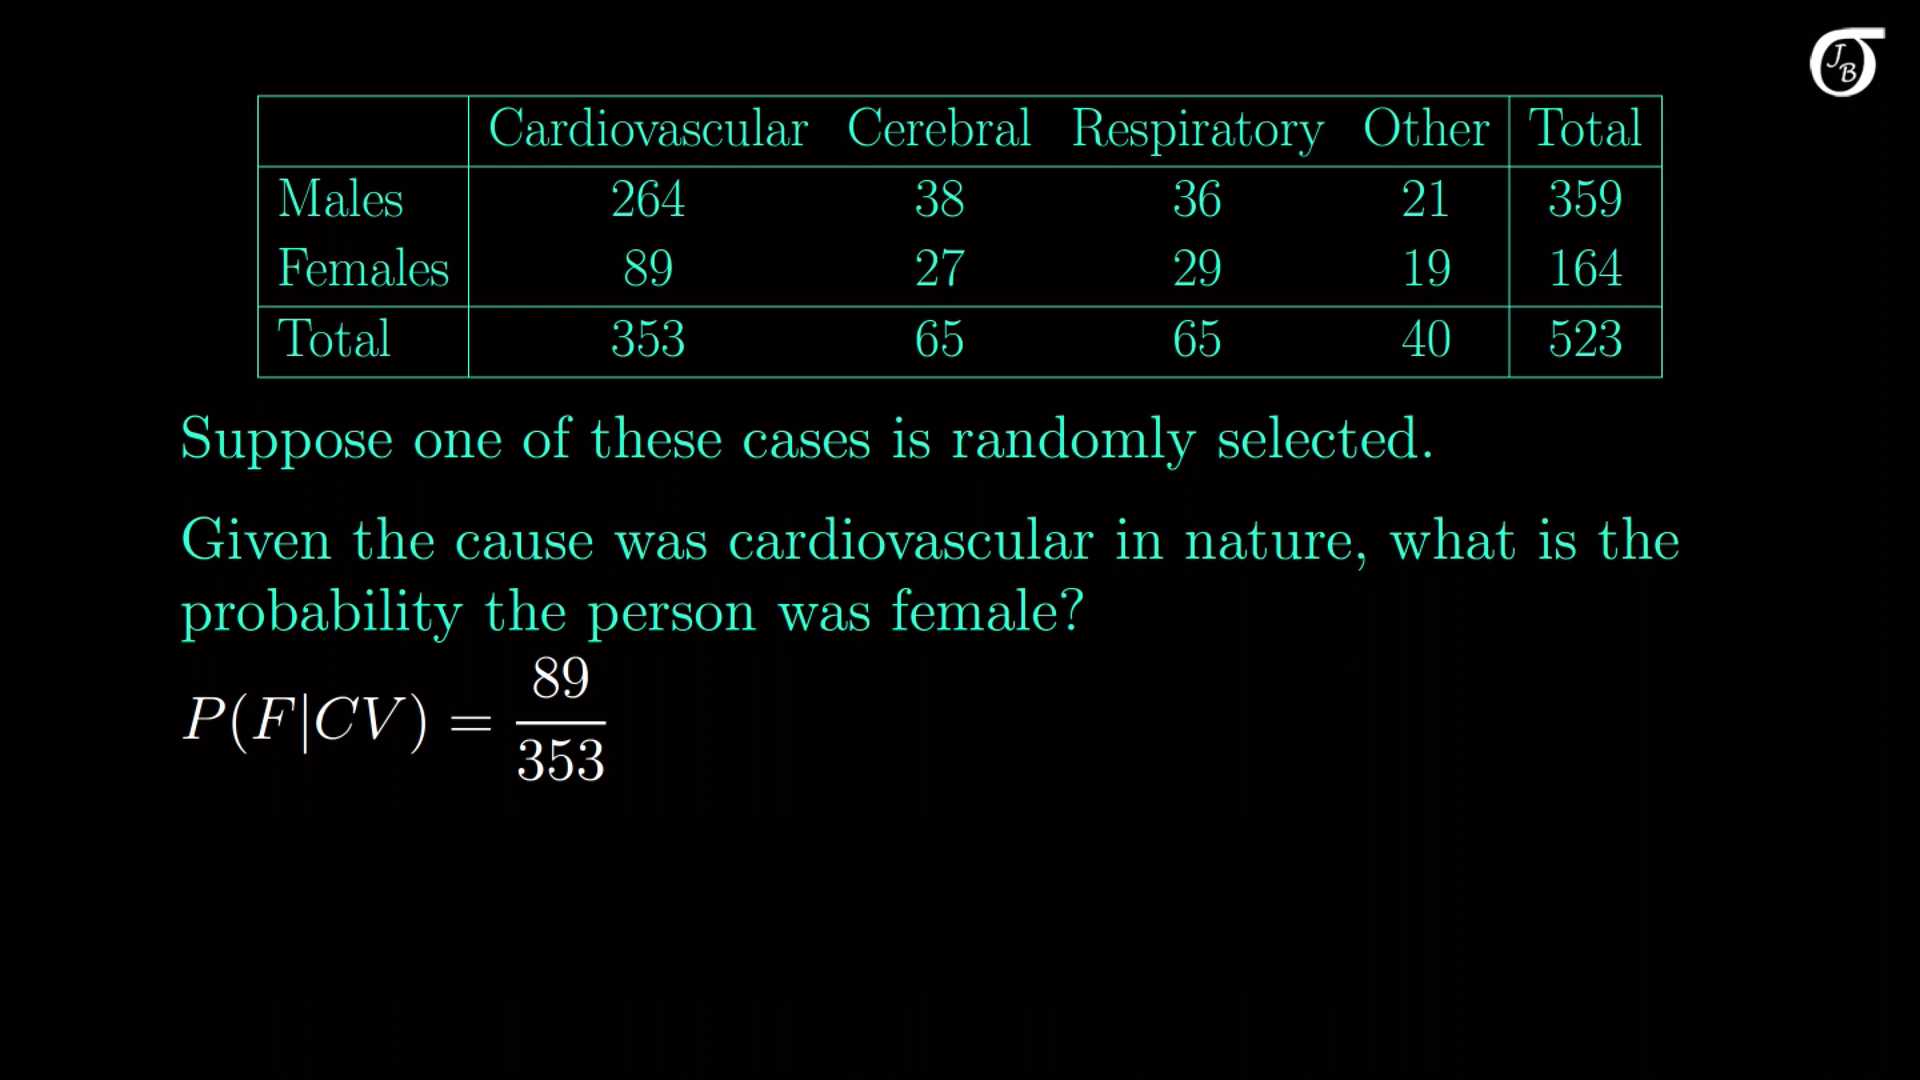 J B
Cardiovascular Cerebral Respiratory Other Total
Males 264 38 36 21 359
Females 89 27 29 19 164
Total 353 65 65 40 523
Suppose one of these cases is randomly selected.
Given the cause was cardiovascular in nature, what is the
probability the person was female?
P(F|CV) = 89/353